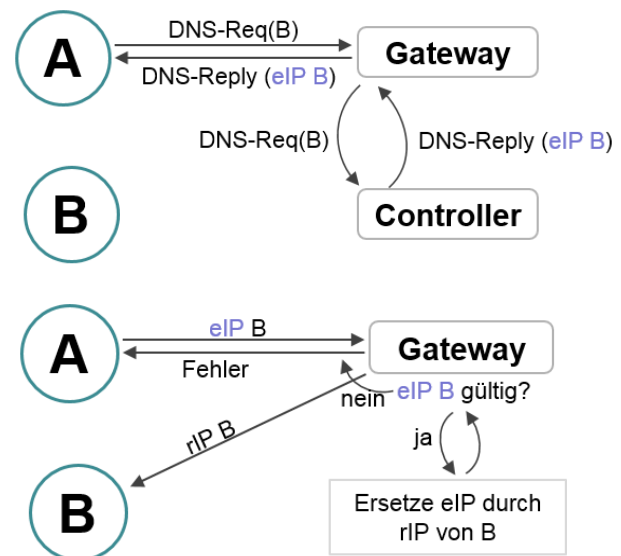 A
DNS-Req(B)
Gateway
DNS-Reply (eIP B)
DNS-Req(B)
DNS-Reply (eIP B)
B
Controller
A
eIP B
Gateway
Fehler
nein
eIP B gültig?
rIP B
ja
B
Ersetze eIP durch
rIP von B